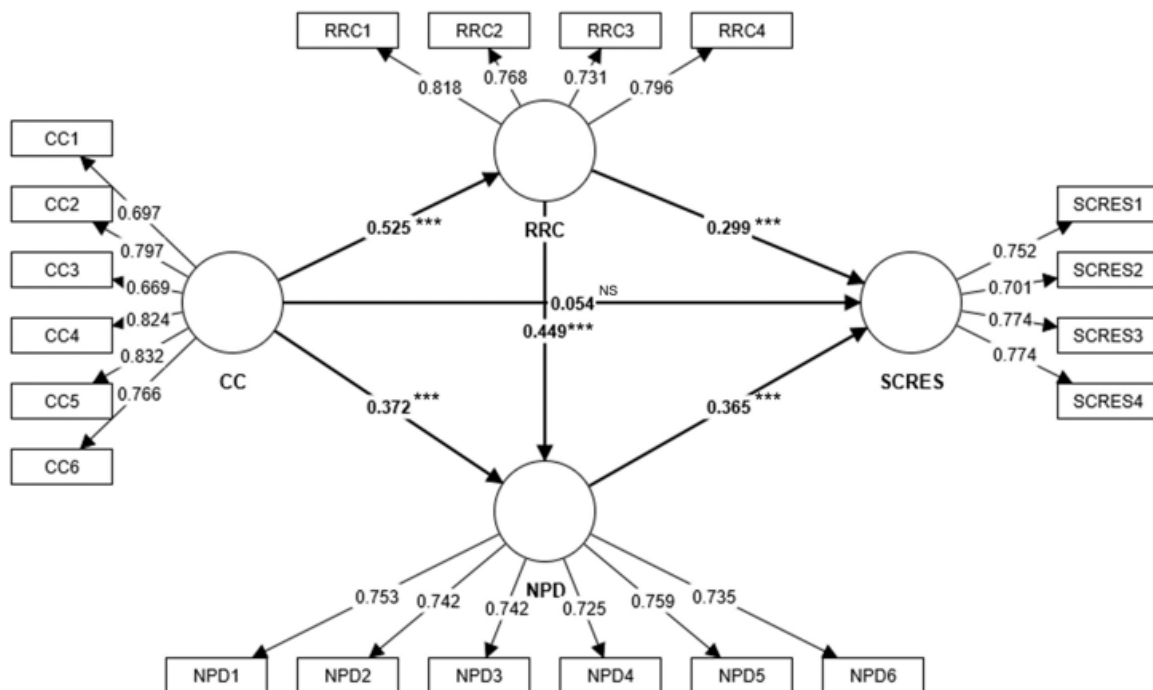 RRC1 RRC2 RRC3 RRC4
0.818 0.768 0.731 0.796
RRC
CC1
CC2
CC3
CC4
CC5
CC6
0.697
0.797
0.669
0.824
0.832
0.766
CC
0.525 ***
0.299 ***
0.054 NS
0.449***
0.372 ***
0.365 ***
SCRES1
SCRES2
SCRES3
SCRES4
0.752
0.701
0.774
0.774
SCRES
NPD
0.753 0.742 0.742 0.725 0.759 0.735
NPD1 NPD2 NPD3 NPD4 NPD5 NPD6